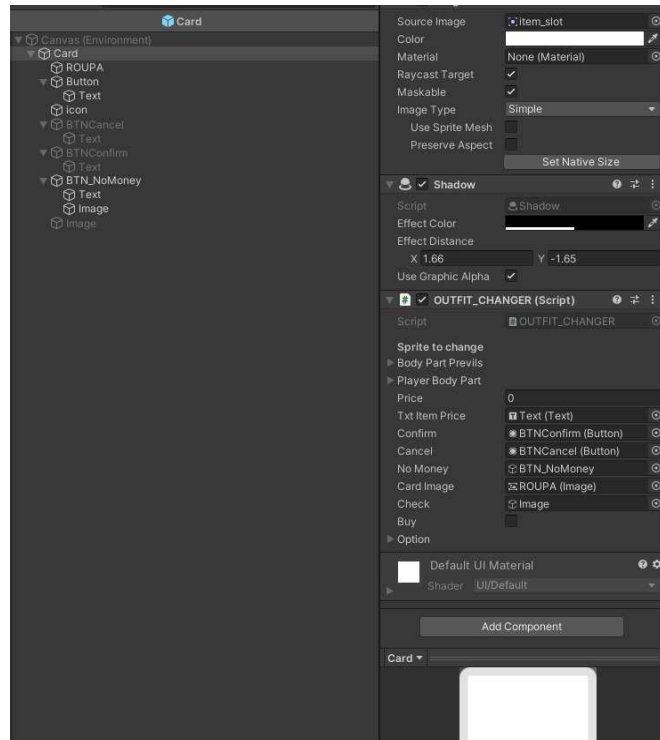 Card
Canvas (Environment)
Card
ROUPA
Button
Text
icon
BTNCancel
Text
BTNConfirm
Text
BTN_NoMoney
Text
Image
Image
Source Image item_slot
Color
Material None (Material)
Raycast Target
Maskable
Image Type Simple
Use Sprite Mesh
Preserve Aspect
Set Native Size
Shadow
Script Shadow
Effect Color
Effect Distance
X 1.66 Y -1.65
Use Graphic Alpha
# OUTFIT_CHANGER (Script)
Script OUTFIT_CHANGER
Sprite to change
Body Part Previls
Player Body Part
Price 0
Txt Item Price Text (Text)
Confirm BTNConfirm (Button)
Cancel BTNCancel (Button)
No Money BTN_NoMoney
Card Image ROUPA (Image)
Check Image
Buy
Option
Default UI Material
Shader UI/Default
Add Component
Card